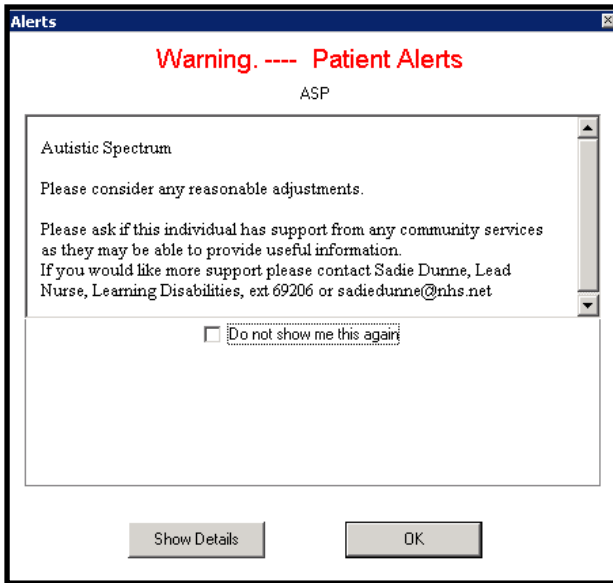 Alerts
Warning. ---- Patient Alerts
ASP
Autistic Spectrum
Please consider any reasonable adjustments.
Please ask if this individual has support from any community services
as they may be able to provide useful information.
If you would like more support please contact Sadie Dunne, Lead
Nurse, Learning Disabilities, ext 69206 or sadiedunne@nhs.net
Do not show me this again
Show Details
OK